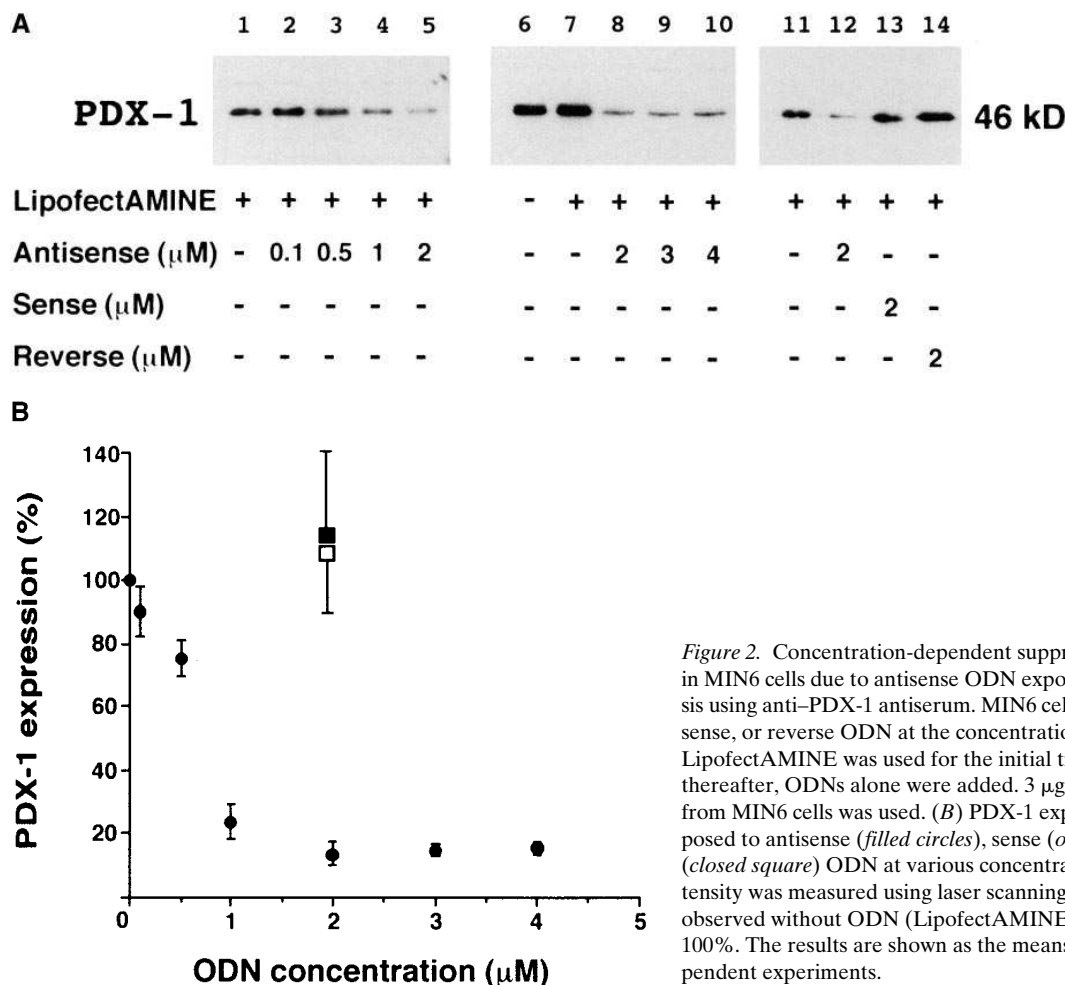 A
1 2 3 4 5 6 7 8 9 10 11 12 13 14
PDX-1 46 kD
LipofectAMINE + + + + + - + + + + + + + +
Antisense (μM) - 0.1 0.5 1 2 - - 2 3 4 - 2 - -
Sense (μM) - - - - - - - - - - - - 2 -
Reverse (μM) - - - - - - - - - - - - - 2
B
PDX-1 expression (%)
140
120
100
80
60
40
20
0 1 2 3 4 5
ODN concentration (μM)
Figure 2. Concentration-dependent suppr
in MIN6 cells due to antisense ODN expo
sis using anti–PDX-1 antiserum. MIN6 cel
sense, or reverse ODN at the concentration
LipofectAMINE was used for the initial tr
thereafter, ODNs alone were added. 3 μg
from MIN6 cells was used. (B) PDX-1 exp
posed to antisense (filled circles), sense (o
(closed square) ODN at various concentra
tensity was measured using laser scanning
observed without ODN (LipofectAMINE
100%. The results are shown as the means
pendent experiments.